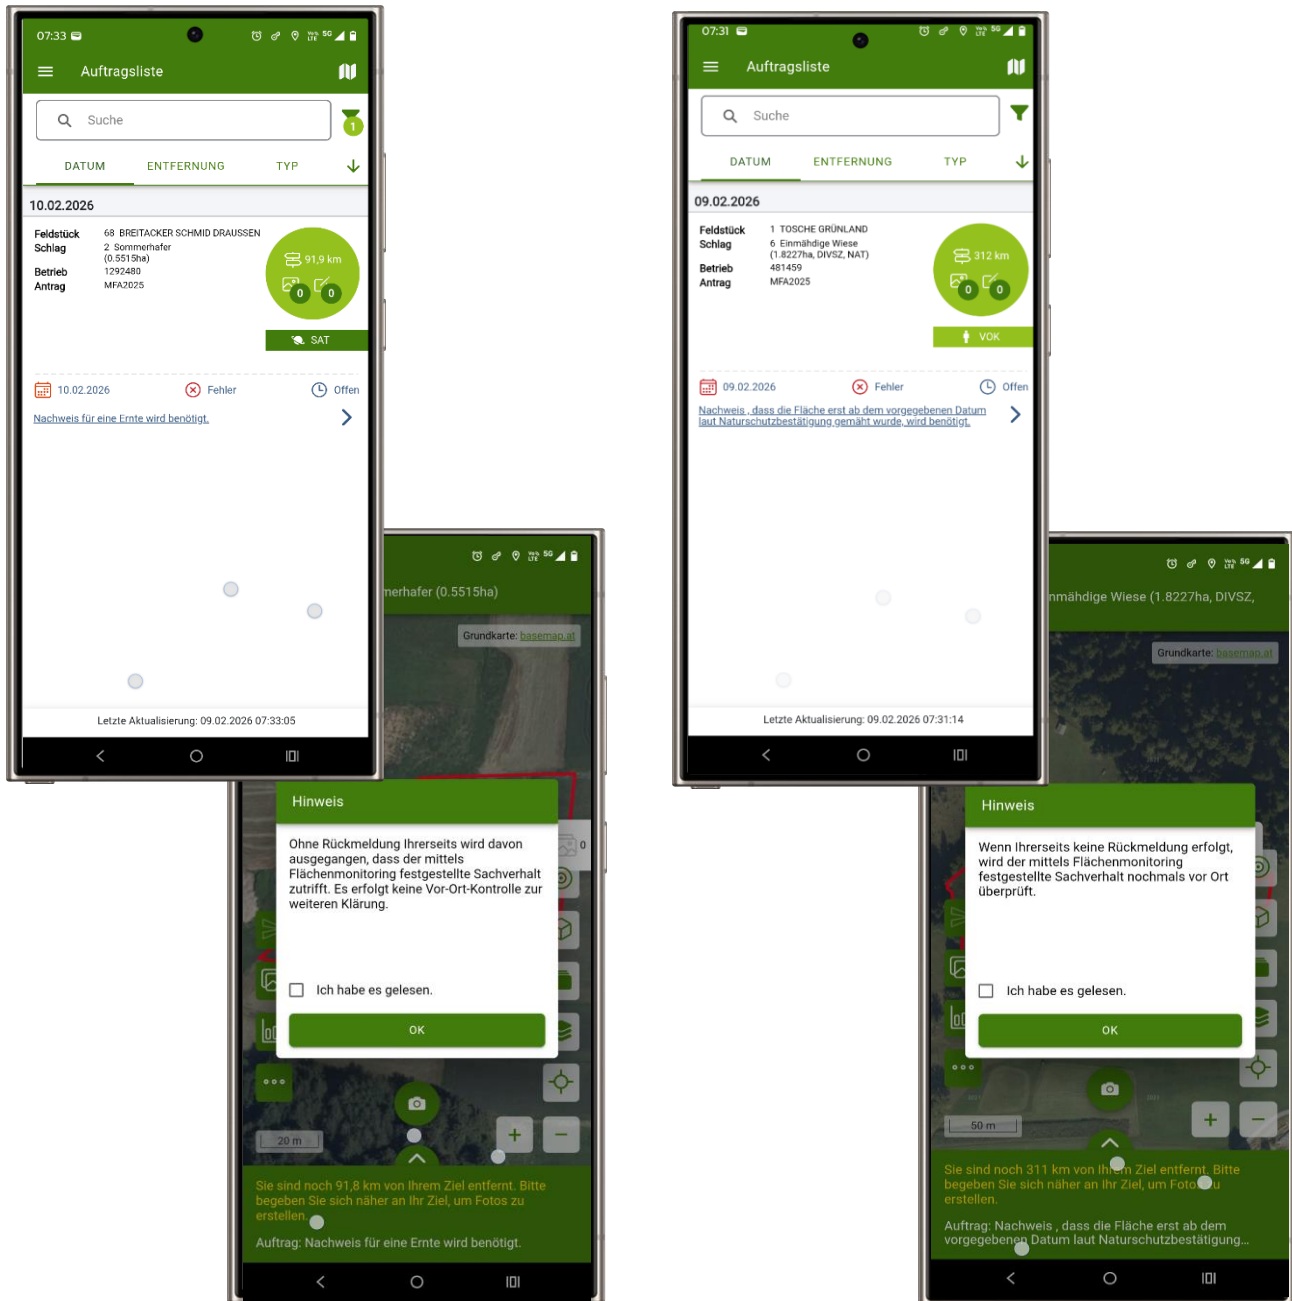 07:33
VoLTE 5G
Auftragsliste
Suche
1
DATUM ENTFERNUNG TYP
10.02.2026
Feldstück 68 BREITACKER SCHMID DRAUSSEN
Schlag 2 Sommerhafer
(0.5515ha)
Betrieb 1292480
Antrag MFA2025
91,9 km
0 0
SAT
10.02.2026 Fehler Offen
Nachweis für eine Ernte wird benötigt.
Letzte Aktualisierung: 09.02.2026 07:33:05
5G
merhafer (0.5515ha)
Grundkarte: basemap.at
Hinweis
Ohne Rückmeldung Ihrerseits wird davon
ausgegangen, dass der mittels
Flächenmonitoring festgestellte Sachverhalt
zutrifft. Es erfolgt keine Vor-Ort-Kontrolle zur
weiteren Klärung.
0
Ich habe es gelesen.
OK
20 m
Sie sind noch 91,8 km von Ihrem Ziel entfernt. Bitte
begeben Sie sich näher an Ihr Ziel, um Fotos zu
erstellen.
Auftrag: Nachweis für eine Ernte wird benötigt.
07:31
5G
Auftragsliste
Suche
DATUM ENTFERNUNG TYP
09.02.2026
Feldstück 1 TOSCHE GRÜNLAND
Schlag 6 Einmähdige Wiese
(1.8227ha, DIVSZ, NAT)
Betrieb 481459
Antrag MFA2025
312 km
0 0
VOK
09.02.2026 Fehler Offen
Nachweis , dass die Fläche erst ab dem vorgegebenen Datum
laut Naturschutzbestätigung gemäht wurde, wird benötigt.
Letzte Aktualisierung: 09.02.2026 07:31:14
5G
nmähdige Wiese (1.8227ha, DIVSZ,
Grundkarte: basemap.at
Hinweis
Wenn Ihrerseits keine Rückmeldung erfolgt,
wird der mittels Flächenmonitoring
festgestellte Sachverhalt nochmals vor Ort
überprüft.
Ich habe es gelesen.
OK
50 m
Sie sind noch 311 km von Ihrem Ziel entfernt. Bitte
begeben Sie sich näher an Ihr Ziel, um Fotos zu
erstellen.
Auftrag: Nachweis , dass die Fläche erst ab dem
vorgegebenen Datum laut Naturschutzbestätigung...